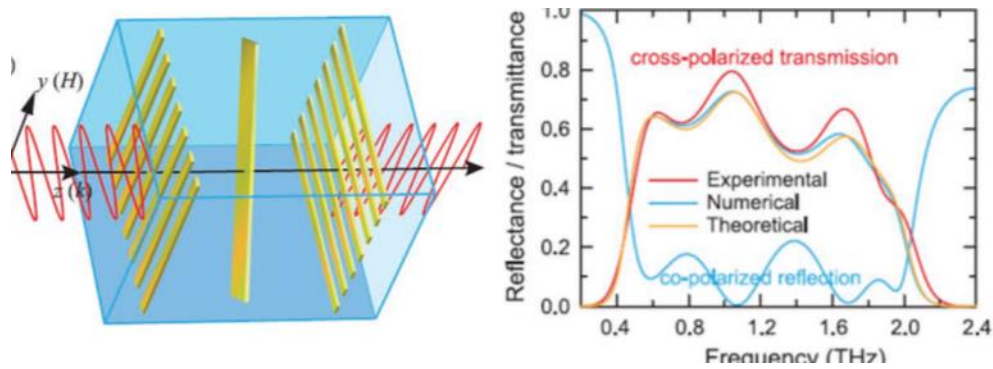 )
y (H)
z (k)
Reflectance / transmittance
1.0
0.8
0.6
0.4
0.2
0.0
cross-polarized transmission
Experimental
Numerical
Theoretical
co-polarized reflection
0.4 0.8 1.2 1.6 2.0 2.4
Frequency (THz)